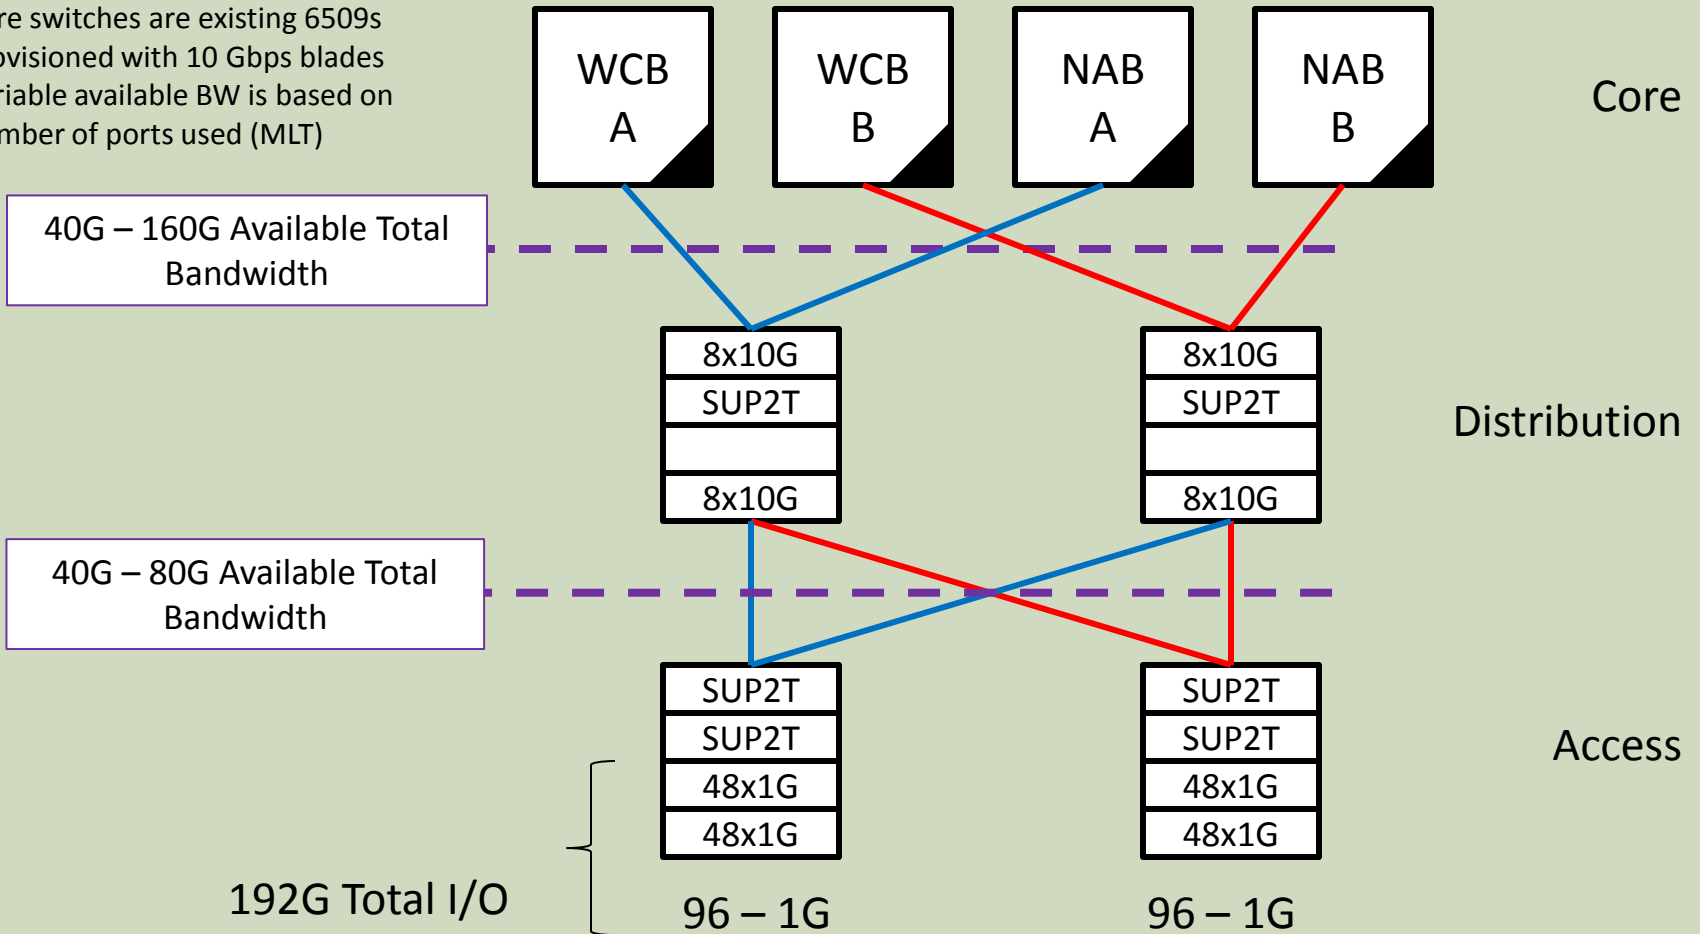 re switches are existing 6509s
ovisioned with 10 Gbps blades
riable available BW is based on
mber of ports used (MLT)
WCB
A
WCB
B
NAB
A
NAB
B
Core
40G – 160G Available Total
Bandwidth
8x10G
SUP2T
8x10G
8x10G
SUP2T
8x10G
Distribution
40G – 80G Available Total
Bandwidth
SUP2T
SUP2T
48x1G
48x1G
SUP2T
SUP2T
48x1G
48x1G
Access
192G Total I/O
96 – 1G
96 – 1G